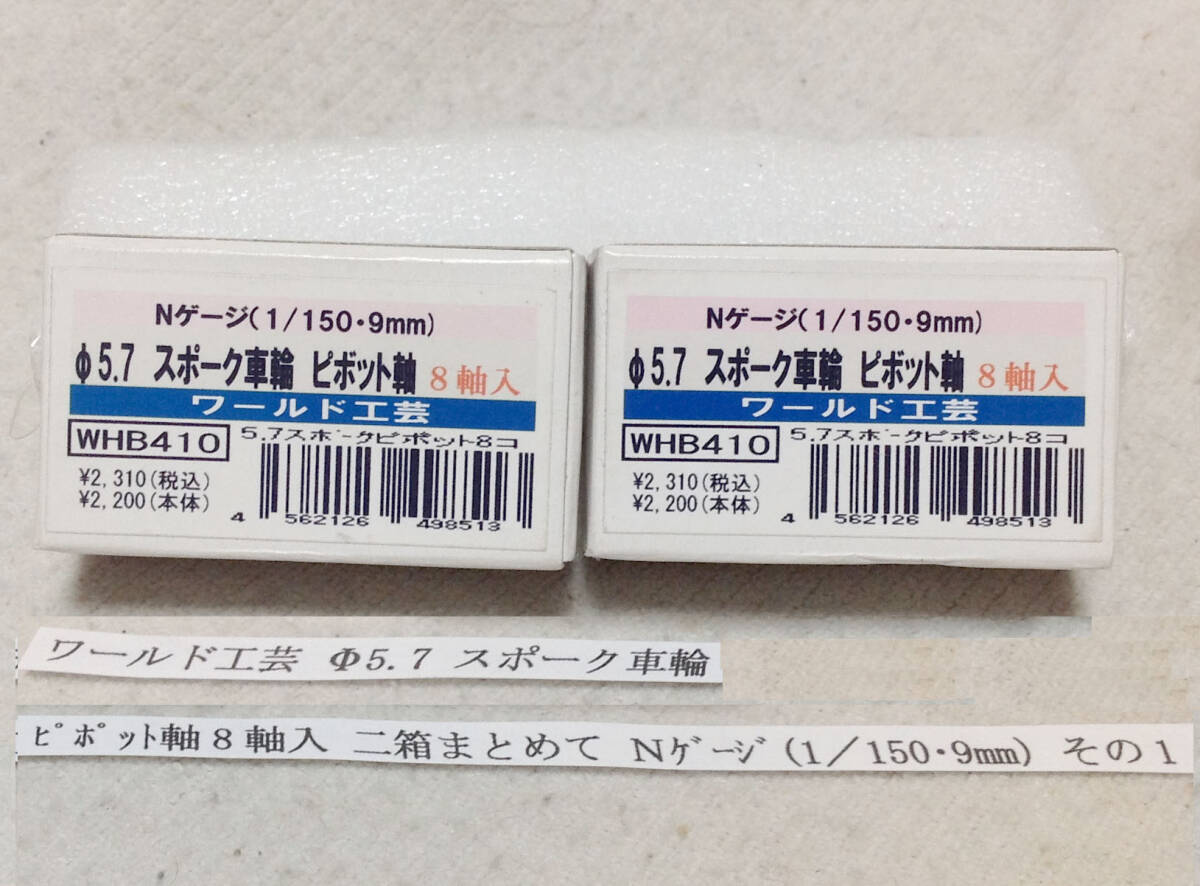 Nゲージ(1/150・9mm)
φ5.7 スポーク車輪 ピボット軸 8軸入
ワールド工芸
WHB410
5.7スポークピボット8コ
¥2,310(税込)
¥2,200(本体)
4 562126 498513
Nゲージ(1/150・9mm)
φ5.7 スポーク車輪 ピボット軸 8軸入
ワールド工芸
WHB410
5.7スポークピボット8コ
¥2,310(税込)
¥2,200(本体)
4 562126 498513
ワールド工芸 Φ5.7 スポーク車輪
ﾋﾟﾎﾟｯﾄ軸8軸入 二箱まとめて Nｹﾞｰｼﾞ(1/150・9㎜) その1